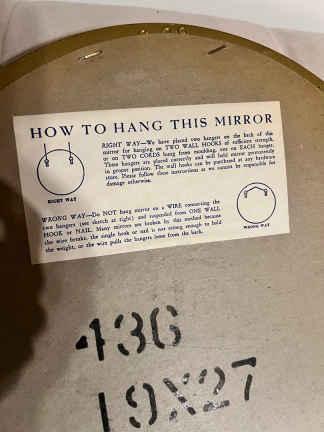 HOW TO HANG THIS MIRROR
RIGHT WAY—We have placed two hangers on the back of this
mirror for hanging on TWO WALL HOOKS of sufficient strength,
or on TWO CORDS hung from moulding, one on EACH hanger.
These hangers are placed correctly and will hold mirror permanently
in proper position. The wall hooks can be purchased at any hardware
store. Please follow these instructions as we cannot be responsible for
damage otherwise.
RIGHT WAY
WRONG WAY—Do NOT hang mirror on a WIRE connecting the
two hangers (see sketch at right) and suspended from ONE WALL
HOOK or NAIL. Many mirrors are broken by this method because
the wire breaks, the single hook or nail is not strong enough to hold
the weight, or the wire pulls the hangers loose from the back.
WRONG WAY
436
19X27